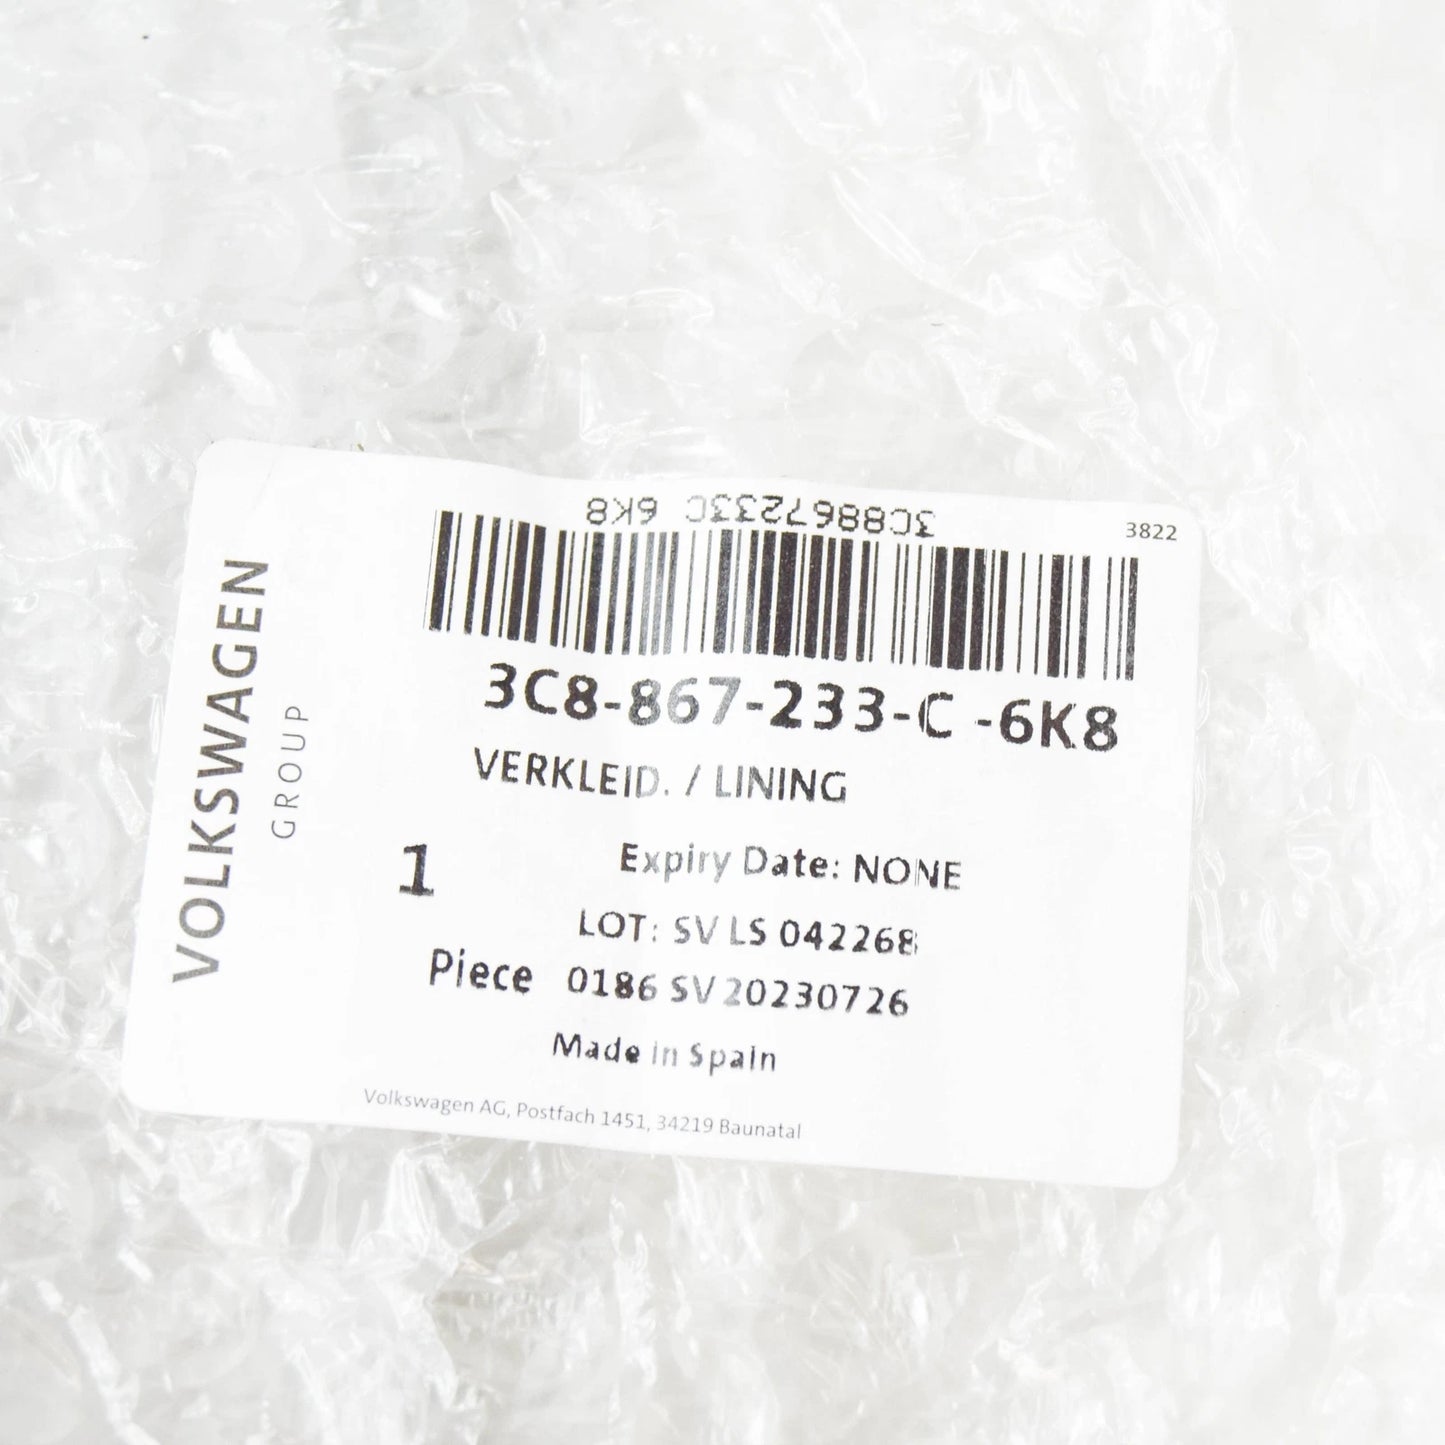 3C8867233C 6K8
3822
3C8-867-233-C -6K8
VERKLEID. / LINING
VOLKSWAGEN
GROUP
1
Piece
Expiry Date: NONE
LOT: SV LS 042268
0186 SV 20230726
Made in Spain
Volkswagen AG, Postfach 1451, 34219 Baunatal